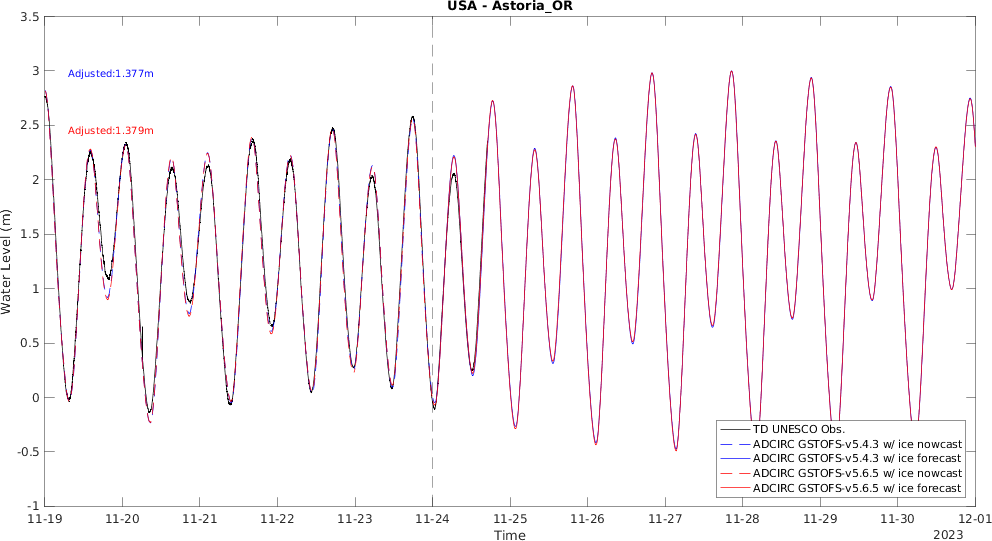 USA - Astoria_OR
3.5
3
2.5
2
1.5
1
0.5
0
-0.5
-1
Water Level (m)
Adjusted:1.377m
Adjusted:1.379m
TD UNESCO Obs.
ADCIRC GSTOFS-v5.4.3 w/ ice nowcast
ADCIRC GSTOFS-v5.4.3 w/ ice forecast
ADCIRC GSTOFS-v5.6.5 w/ ice nowcast
ADCIRC GSTOFS-v5.6.5 w/ ice forecast
11-19 11-20 11-21 11-22 11-23 11-24 11-25 11-26 11-27 11-28 11-29 11-30 12-01
Time
2023